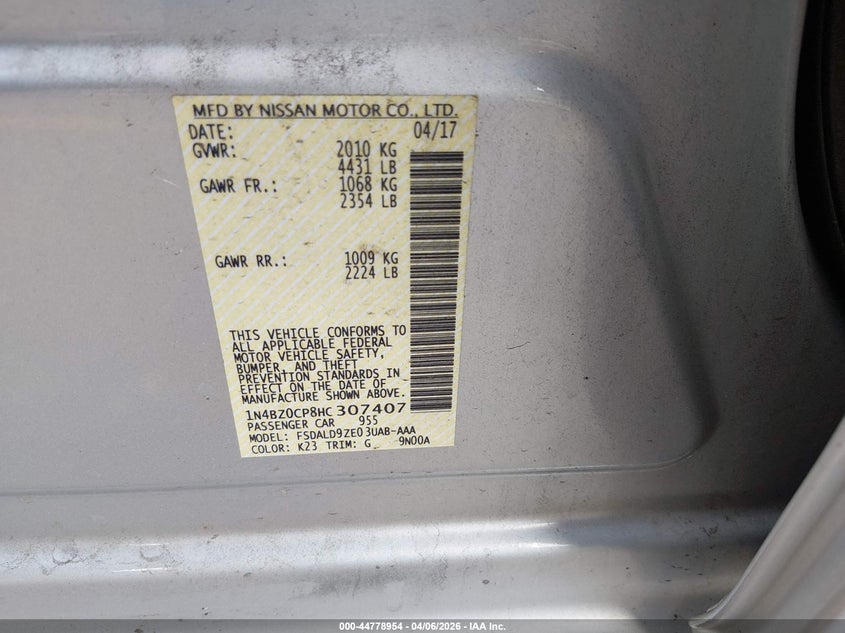 MFD BY NISSAN MOTOR CO., LTD.
DATE: 04/17
GVWR: 2010 KG
4431 LB
GAWR FR.: 1068 KG
2354 LB
GAWR RR.: 1009 KG
2224 LB
THIS VEHICLE CONFORMS TO
ALL APPLICABLE FEDERAL
MOTOR VEHICLE SAFETY,
BUMPER, AND THEFT
PREVENTION STANDARDS IN
EFFECT ON THE DATE OF
MANUFACTURE SHOWN ABOVE.
1N4BZ0CP8HC 307407
PASSENGER CAR 955
MODEL: FSDALD9ZE03UAB-AAA
COLOR: K23 TRIM: G 9N00A
000-44778954 - 04/06/2026 - IAA Inc.